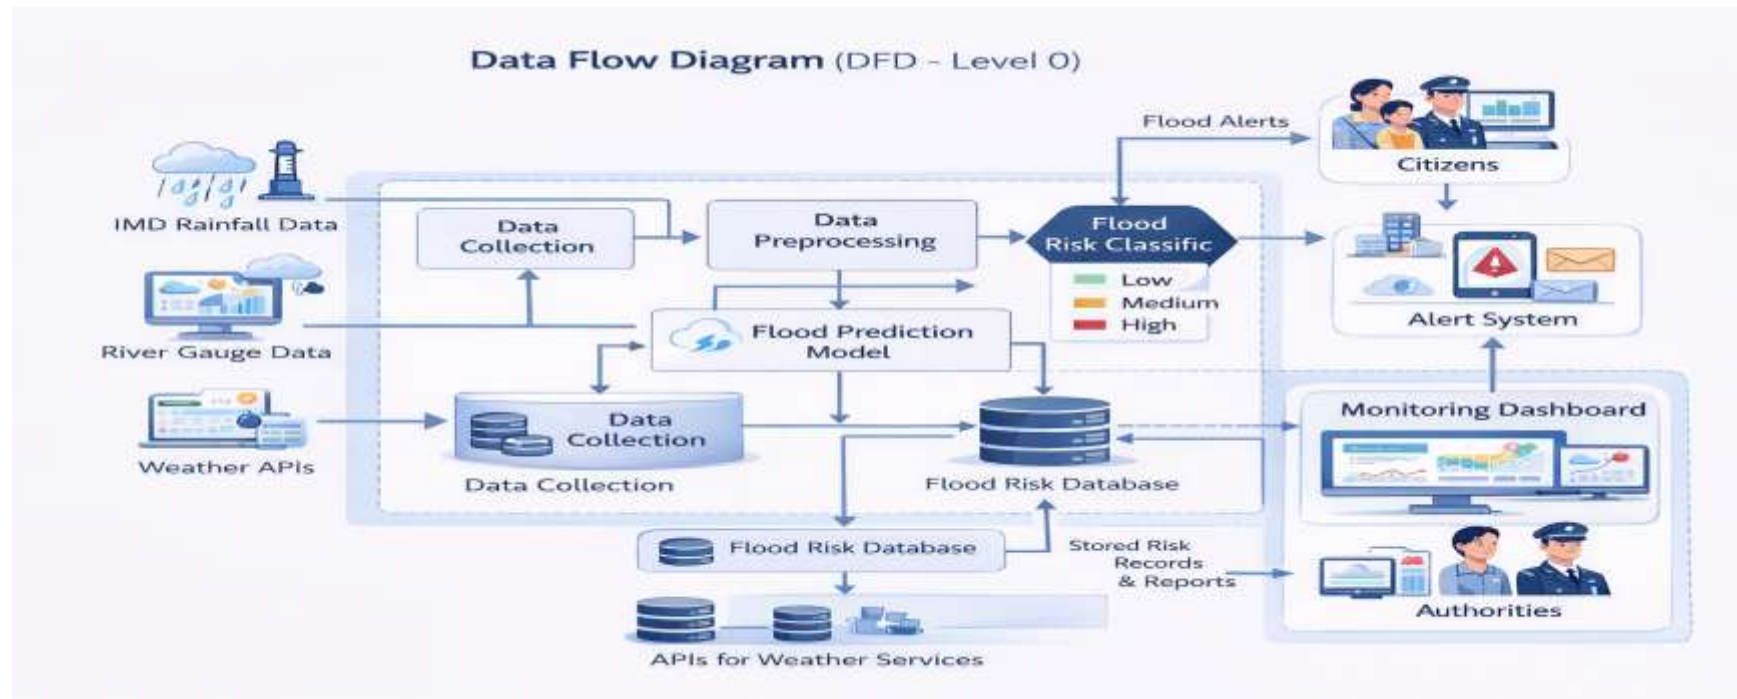 Data Flow Diagram (DFD - Level 0)
Flood Alerts
Citizens
IMD Rainfall Data
Data
Collection
Data
Preprocessing
Flood
Risk Classific
Low
Medium
High
Alert System
River Gauge Data
Flood Prediction
Model
Weather APIs
Data
Collection
Data Collection
Flood Risk Database
Monitoring Dashboard
Flood Risk Database
Stored Risk
Records
& Reports
Authorities
APIs for Weather Services